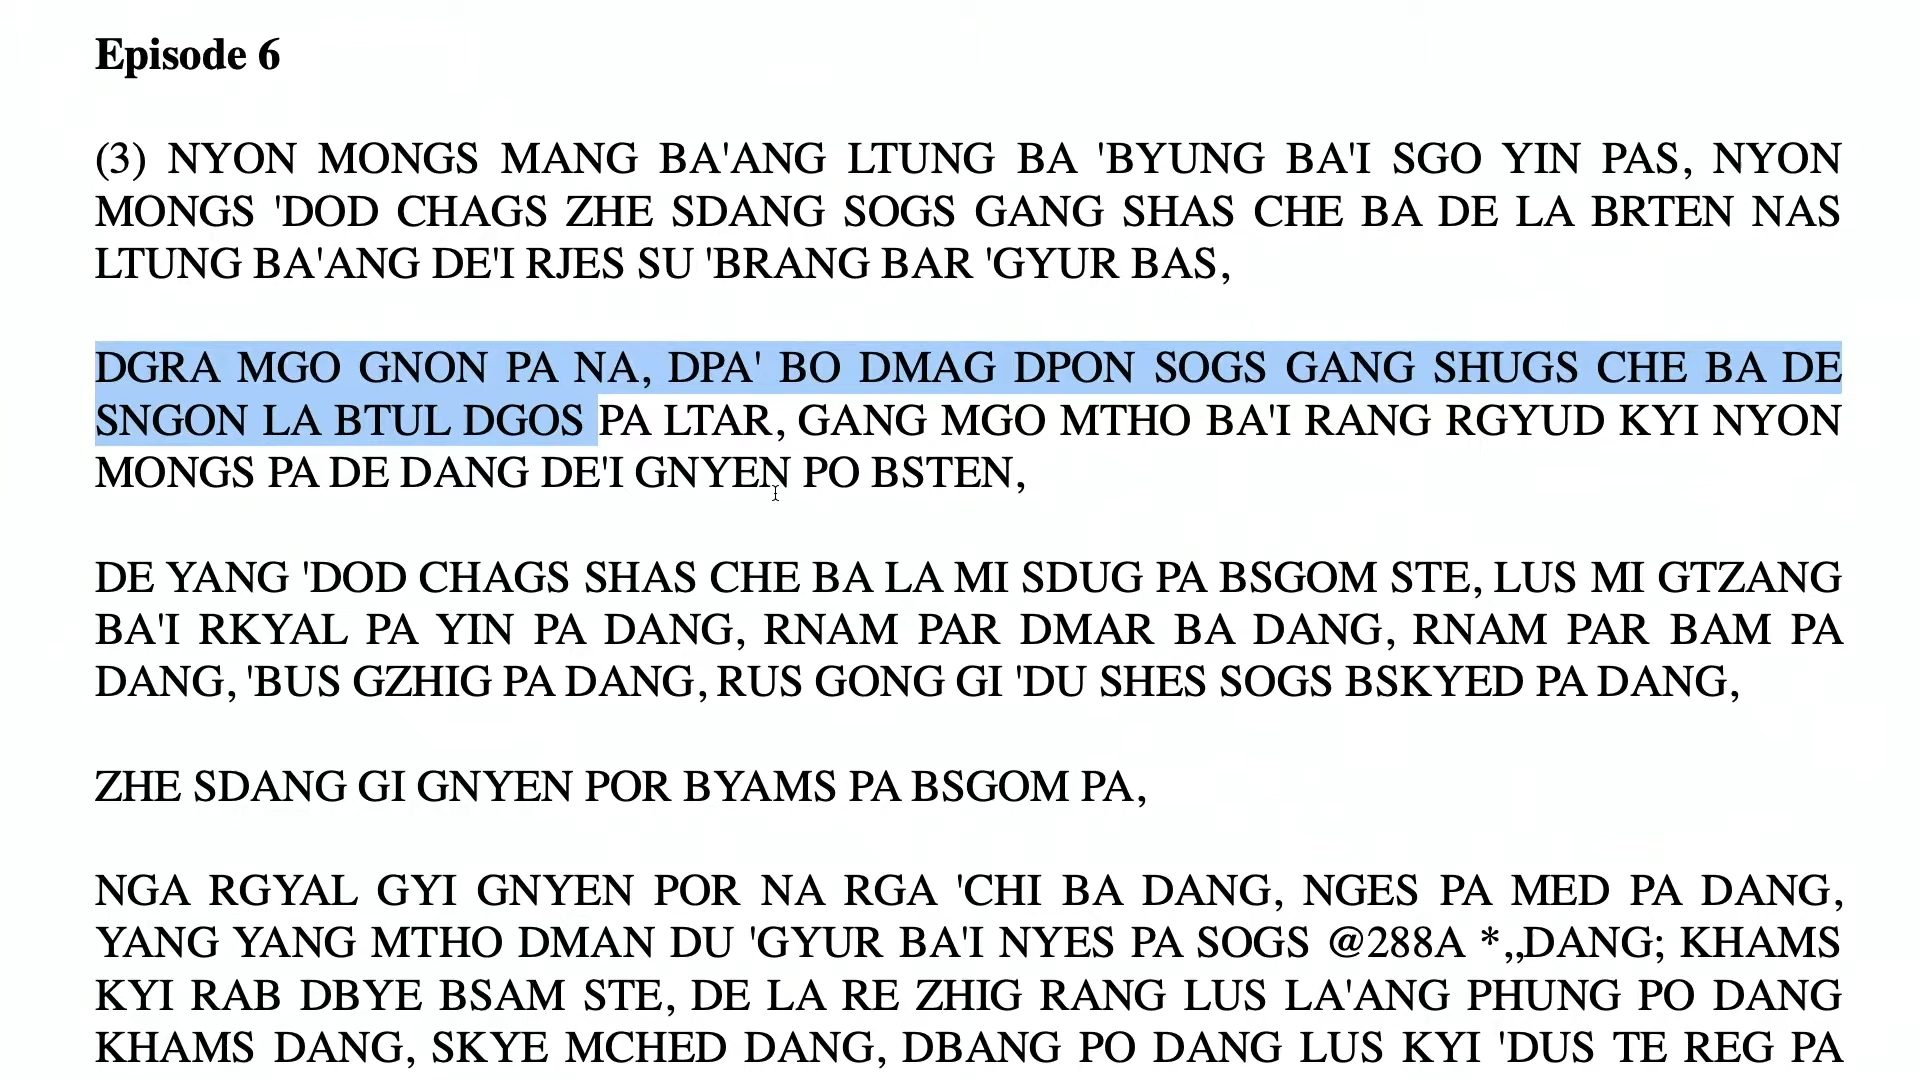 Episode 6
(3) NYON MONGS MANG BA'ANG LTUNG BA 'BYUNG BA'I SGO YIN PAS, NYON
MONGS 'DOD CHAGS ZHE SDANG SOGS GANG SHAS CHE BA DE LA BRTEN NAS
LTUNG BA'ANG DE'I RJES SU 'BRANG BAR 'GYUR BAS,
DGRA MGO GNON PA NA, DPA' BO DMAG DPON SOGS GANG SHUGS CHE BA DE
SNGON LA BTUL DGOS PA LTAR, GANG MGO MTHO BA'I RANG RGYUD KYI NYON
MONGS PA DE DANG DE'I GNYEN PO BSTEN,
DE YANG 'DOD CHAGS SHAS CHE BA LA MI SDUG PA BSGOM STE, LUS MI GTZANG
BA'I RKYAL PA YIN PA DANG, RNAM PAR DMAR BA DANG, RNAM PAR BAM PA
DANG, 'BUS GZHIG PA DANG, RUS GONG GI 'DU SHES SOGS BSKYED PA DANG,
ZHE SDANG GI GNYEN POR BYAMS PA BSGOM PA,
NGA RGYAL GYI GNYEN POR NA RGA 'CHI BA DANG, NGES PA MED PA DANG,
YANG YANG MTHO DMAN DU 'GYUR BA'I NYES PA SOGS @288A *,,DANG; KHAMS
KYI RAB DBYE BSAM STE, DE LA RE ZHIG RANG LUS LA'ANG PHUNG PO DANG
KHAMS DANG, SKYE MCHED DANG, DBANG PO DANG LUS KYI 'DUS TE REG PA